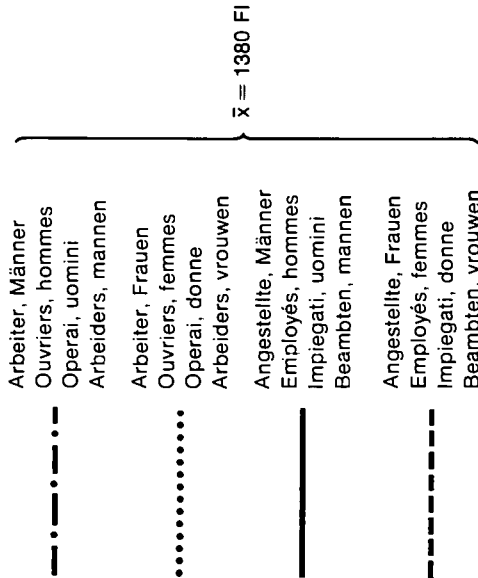 Arbeiter, Männer
Ouvriers, hommes
Operai, uomini
Arbeiders, mannen
Arbeiter, Frauen
Ouvriers, femmes
Operai, donne
Arbeiders, vrouwen
Angestellte, Männer
Employés, hommes
Impiegati, uomini
Beambten, mannen
Angestellte, Frauen
Employés, femmes
Impiegati, donne
Beambten, vrouwen
x̄ = 1380 Fl